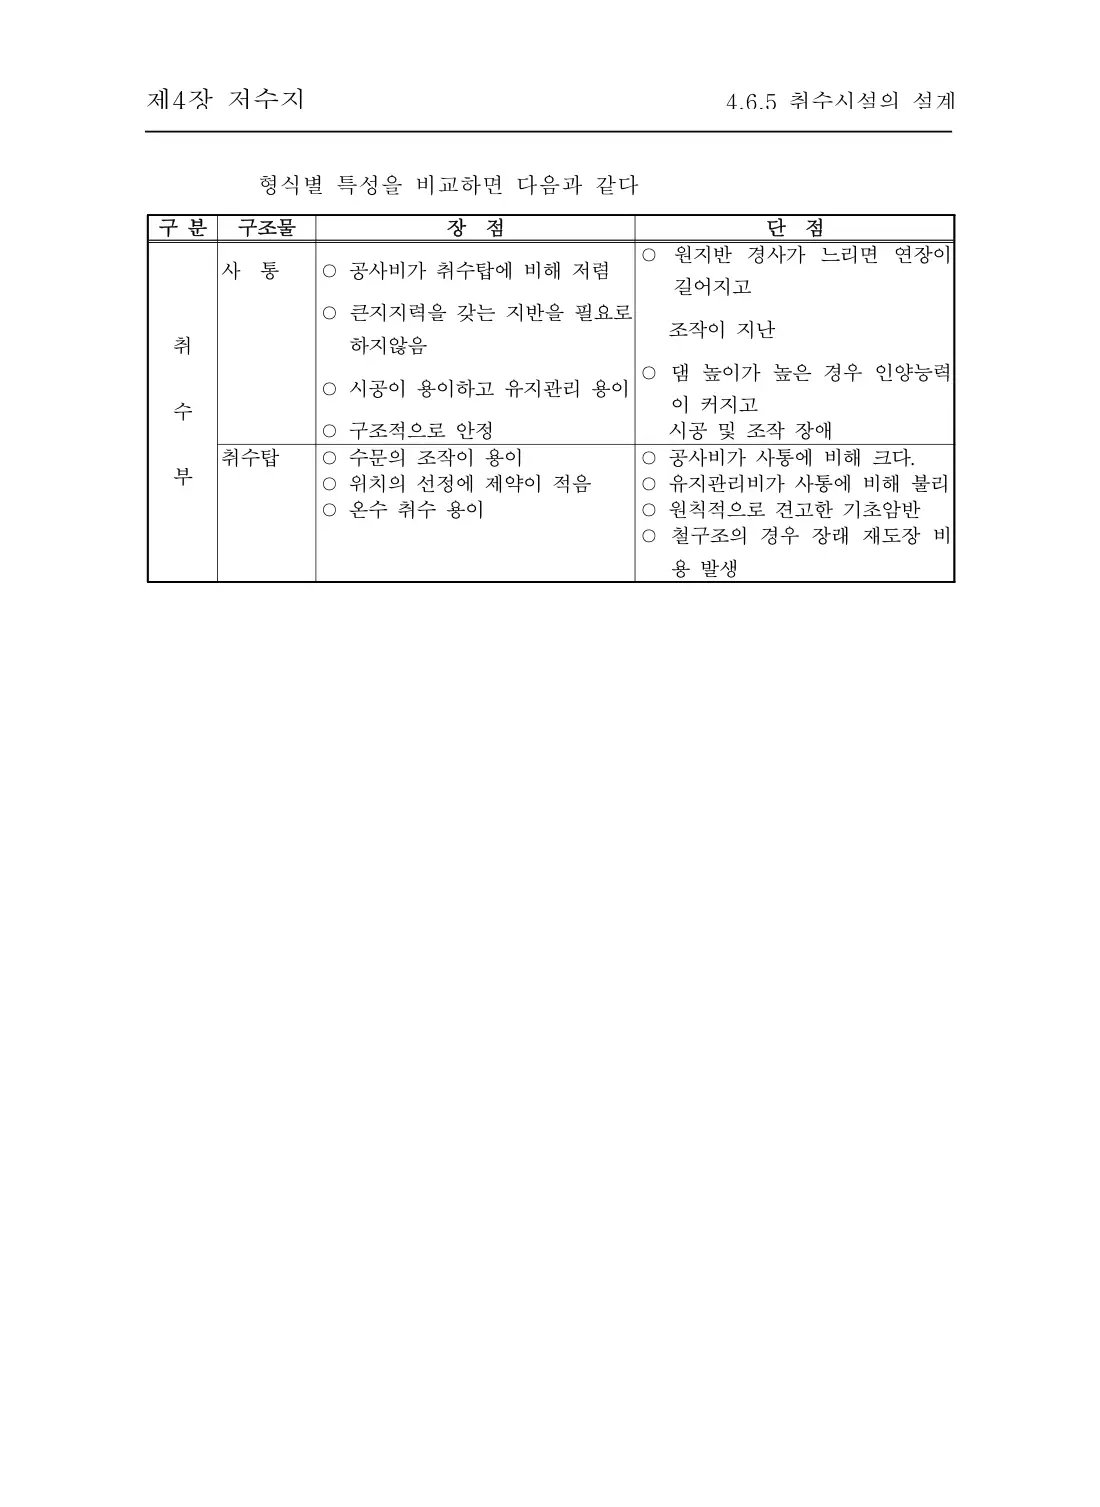 제4장 저수지
4.6.5 취수시설의 설계
형식별 특성을 비교하면 다음과 같다
구 분 구조물 장 점 단 점
취
수
부
사 통
○ 공사비가 취수탑에 비해 저렴
○ 큰지지력을 갖는 지반을 필요로
하지않음
○ 시공이 용이하고 유지관리 용이
○ 구조적으로 안정
○ 원지반 경사가 느리면 연장이
길어지고
조작이 지난
○ 댐 높이가 높은 경우 인양능력
이 커지고
시공 및 조작 장애
취수탑
○ 수문의 조작이 용이
○ 위치의 선정에 제약이 적음
○ 온수 취수 용이
○ 공사비가 사통에 비해 크다.
○ 유지관리비가 사통에 비해 불리
○ 원칙적으로 견고한 기초암반
○ 철구조의 경우 장래 재도장 비
용 발생